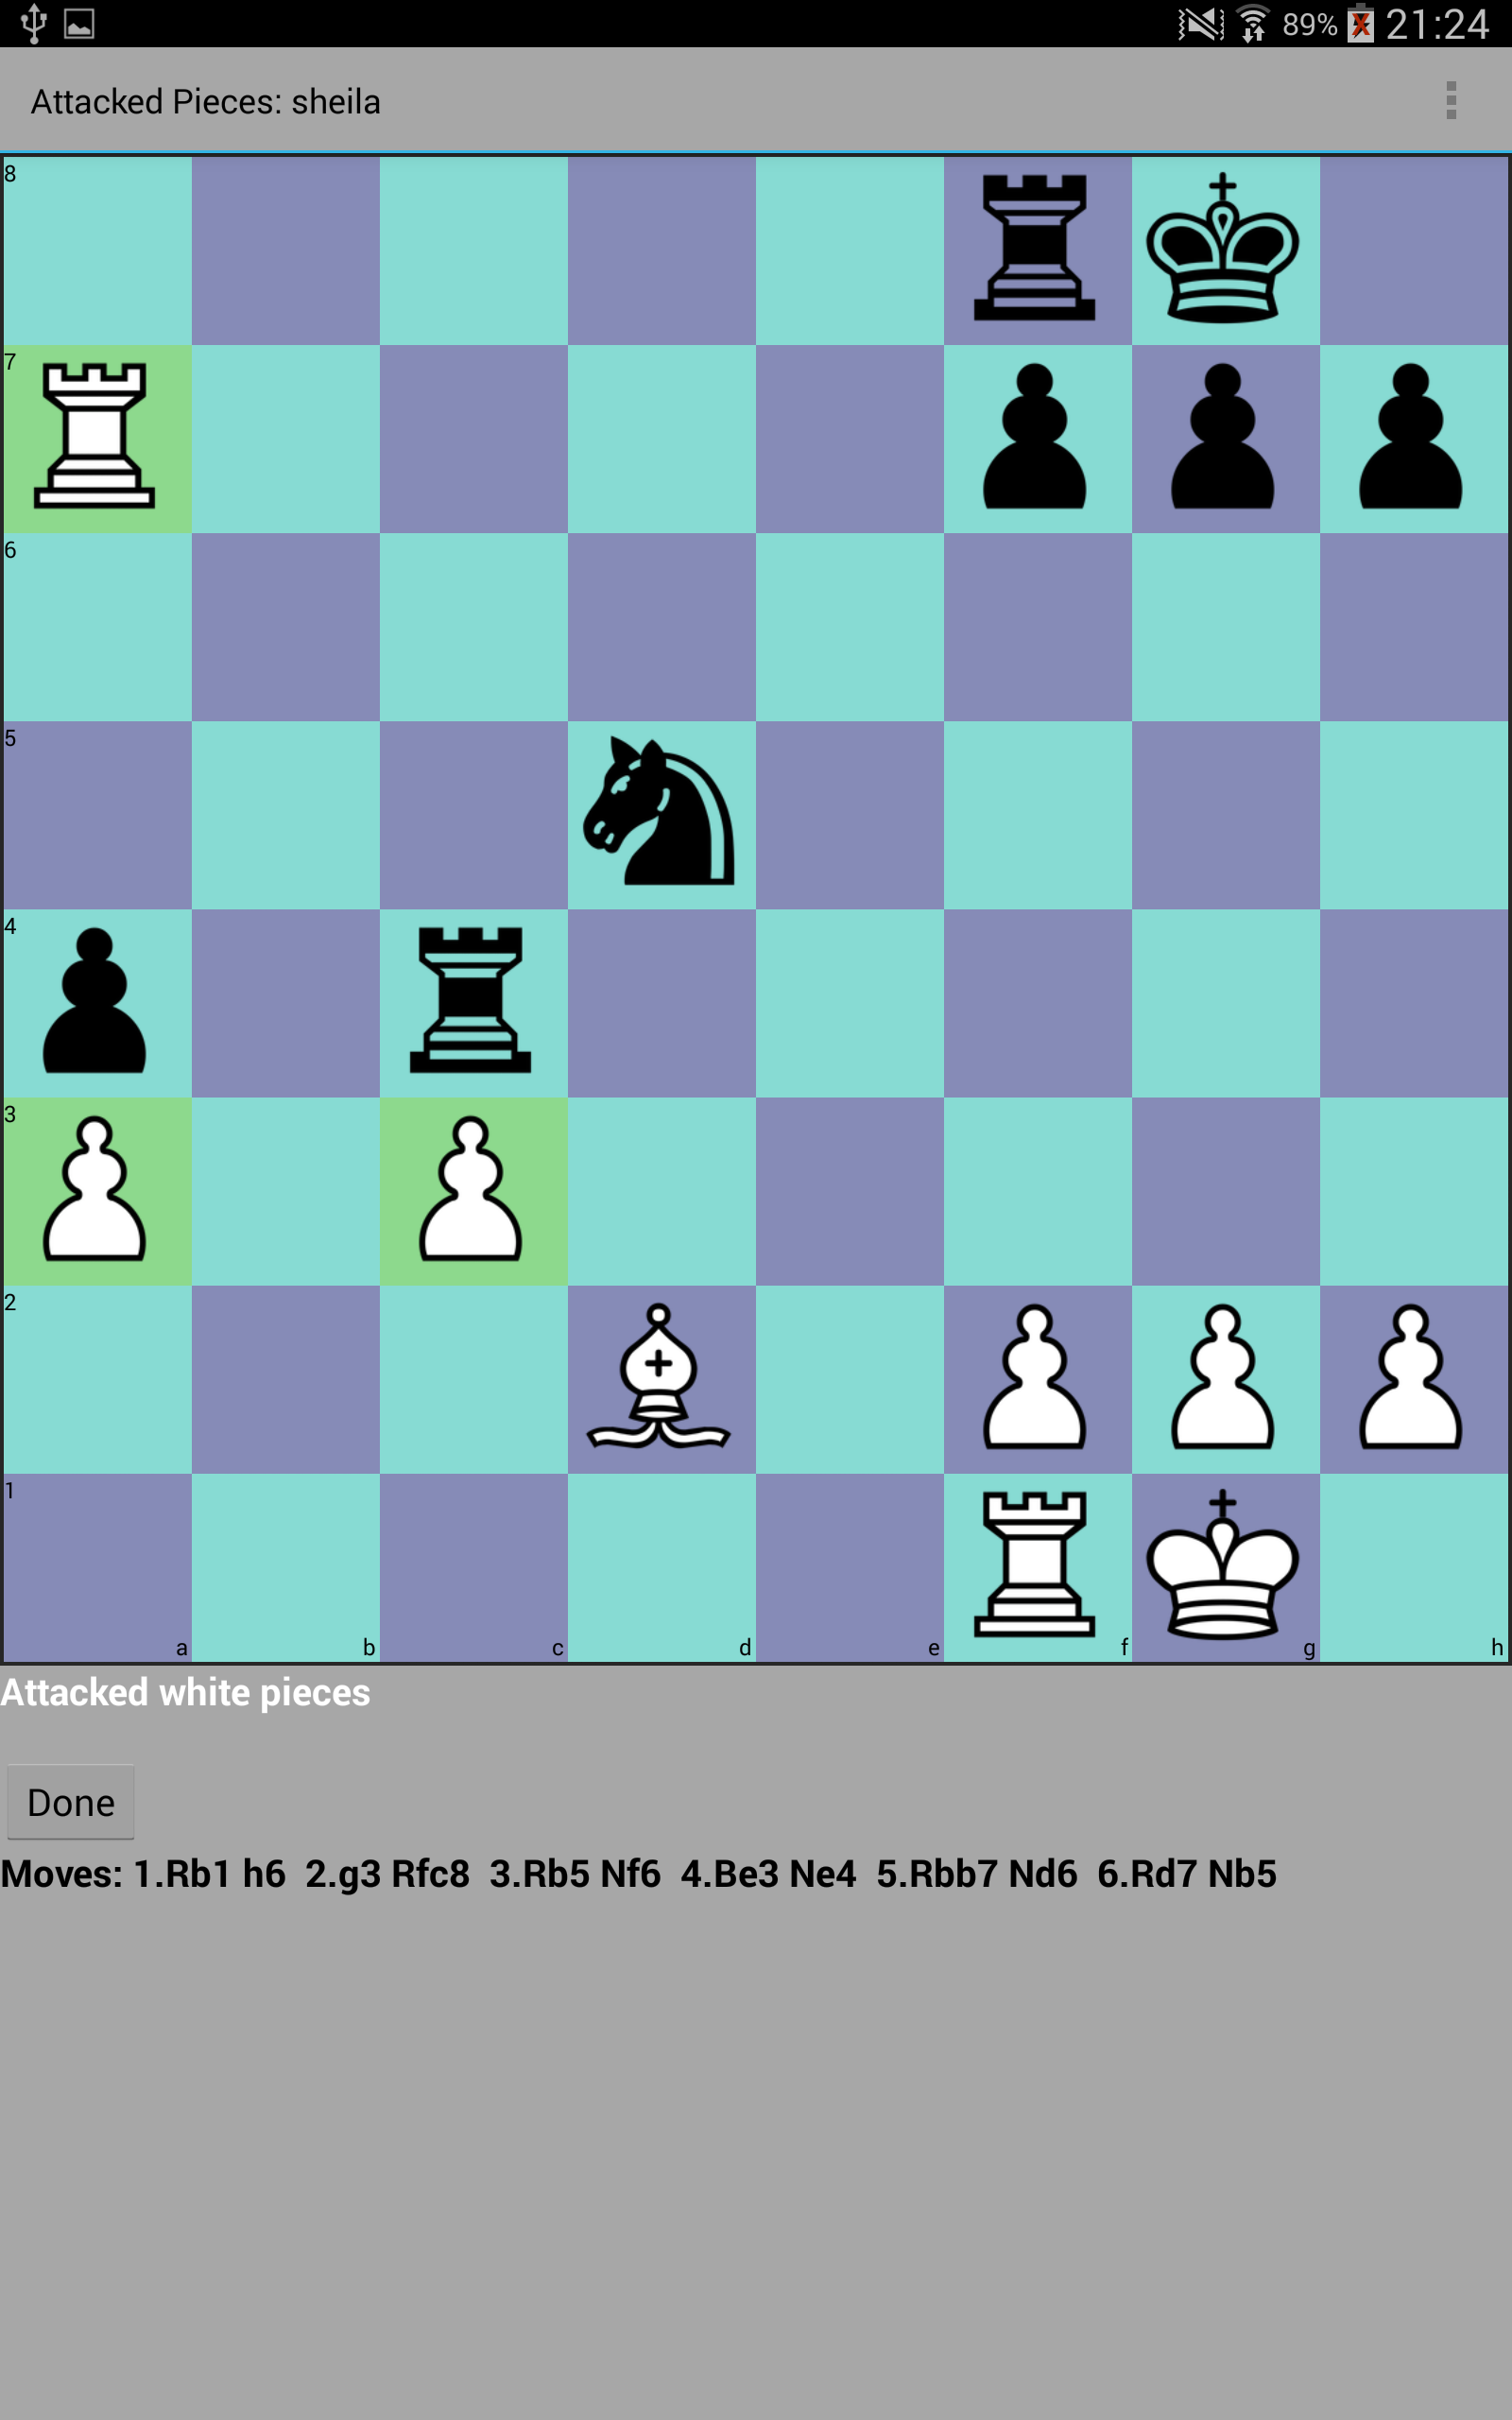 89% 21:24
Attacked Pieces: sheila
8
7
6
5
4
3
2
1
a b c d e f g h
Attacked white pieces
Done
Moves: 1.Rb1 h6 2.g3 Rfc8 3.Rb5 Nf6 4.Be3 Ne4 5.Rbb7 Nd6 6.Rd7 Nb5